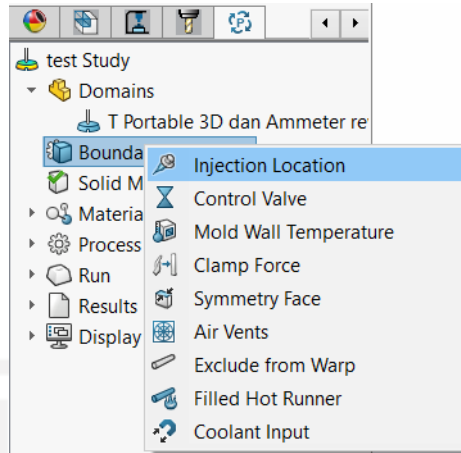 test Study
Domains
T Portable 3D dan Ammeter re
Bounda
Injection Location
Solid M
Control Valve
Materia
Mold Wall Temperature
Process
Clamp Force
Run
Symmetry Face
Results
Air Vents
Display
Exclude from Warp
Filled Hot Runner
Coolant Input